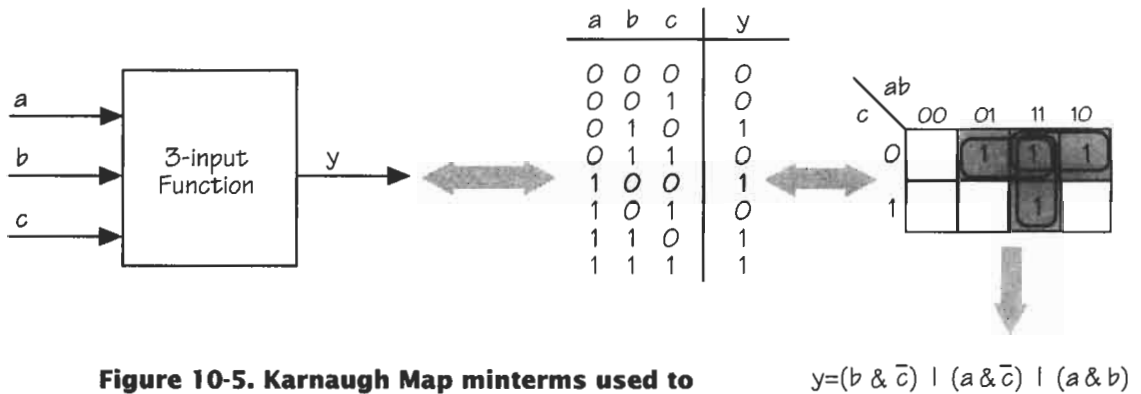 a
b
c
3-input
Function
y
a b c y
0 0 0 0
0 0 1 0
0 1 0 1
0 1 1 0
1 0 0 1
1 0 1 0
1 1 0 1
1 1 1 1
ab
c 00 01 11 10
0 1 1 1
1 1
Figure 10-5. Karnaugh Map minterms used to
y=(b & c̅) | (a & c̅) | (a & b)